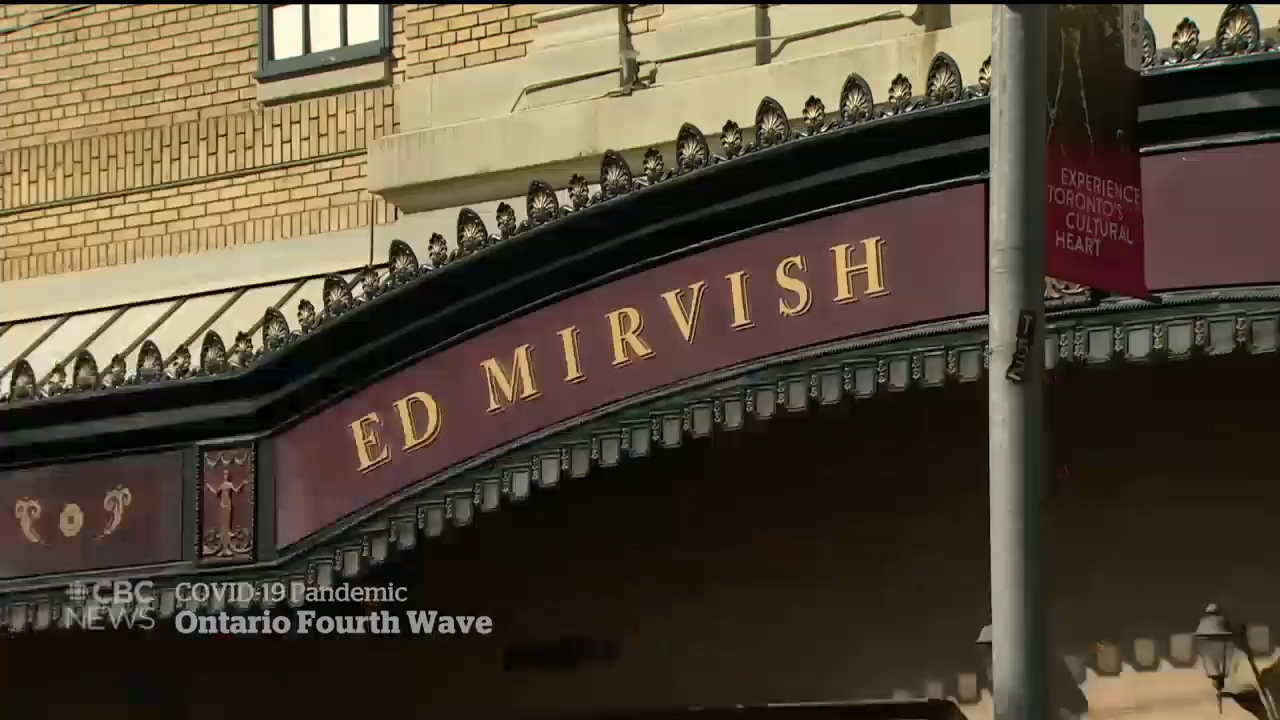 ED MIRVISH
EXPERIENCE
TORONTO'S
CULTURAL
HEART
CBC
NEWS
COVID-19 Pandemic
Ontario Fourth Wave